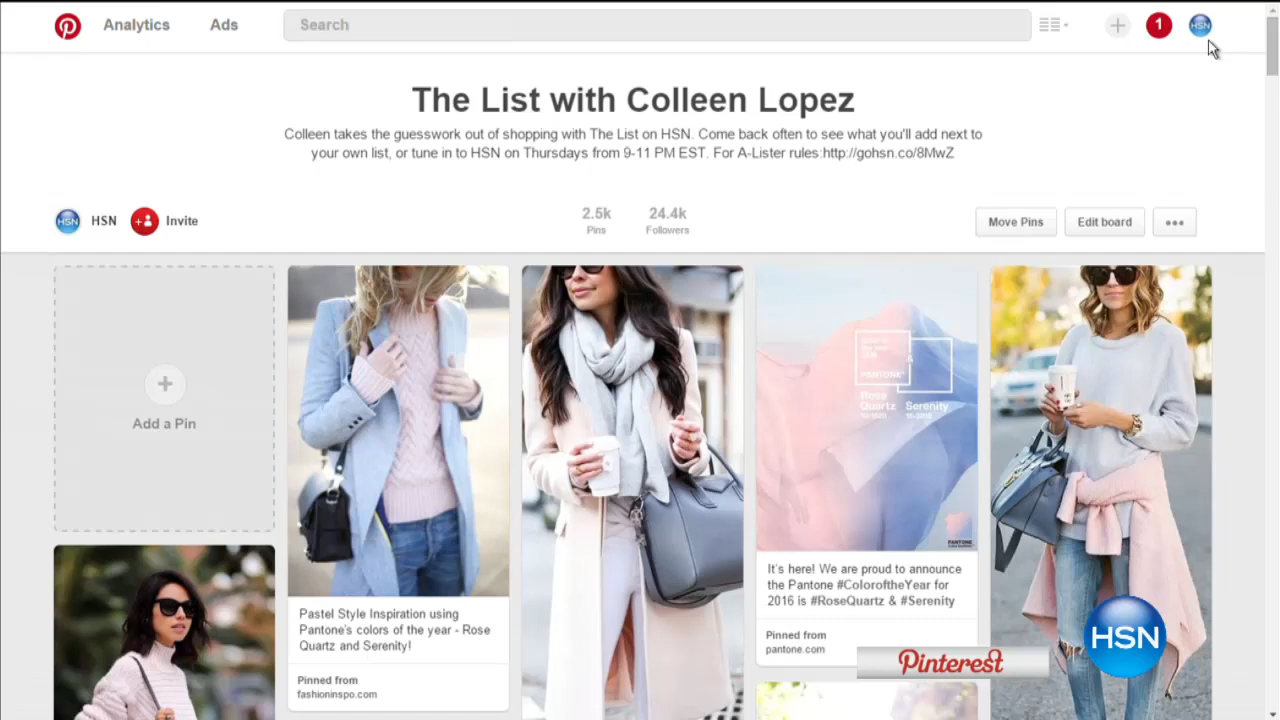 Analytics
Ads
Search
1
HSN
The List with Colleen Lopez
Colleen takes the guesswork out of shopping with The List on HSN. Come back often to see what you'll add next to
your own list, or tune in to HSN on Thursdays from 9-11 PM EST. For A-Lister rules:http://gohsn.co/8MwZ
HSN
HSN
Invite
2.5k
Pins
24.4k
Followers
Move Pins
Edit board
Add a Pin
Pastel Style Inspiration using
Pantone's colors of the year - Rose
Quartz and Serenity!
Pinned from
fashioninspo.com
PANTONE
Rose
Quartz
Serenity
PANTONE
It's here! We are proud to announce
the Pantone #ColoroftheYear for
2016 is #RoseQuartz & #Serenity
Pinned from
pantone.com
Pinterest
HSN